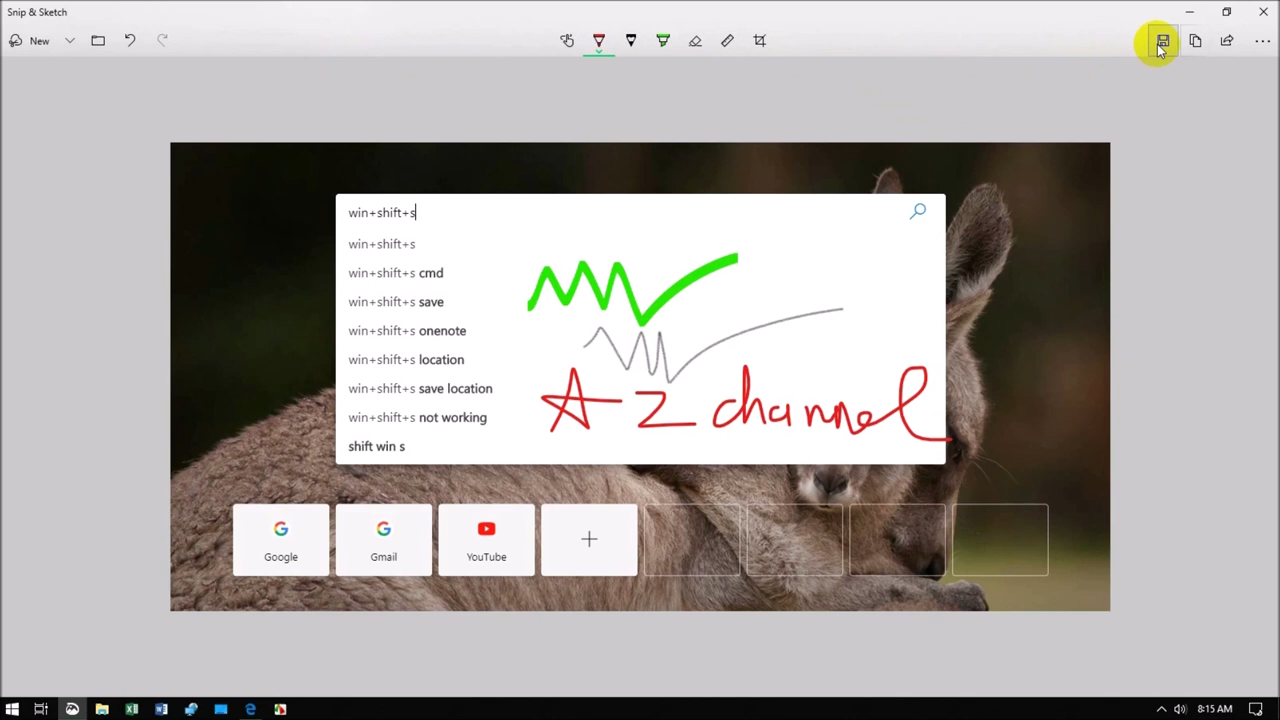 Snip & Sketch
New
win+shift+s
win+shift+s
win+shift+s cmd
win+shift+s save
win+shift+s onenote
win+shift+s location
win+shift+s save location
win+shift+s not working
shift win s
A-Z channel
Google
Gmail
YouTube
8:15 AM